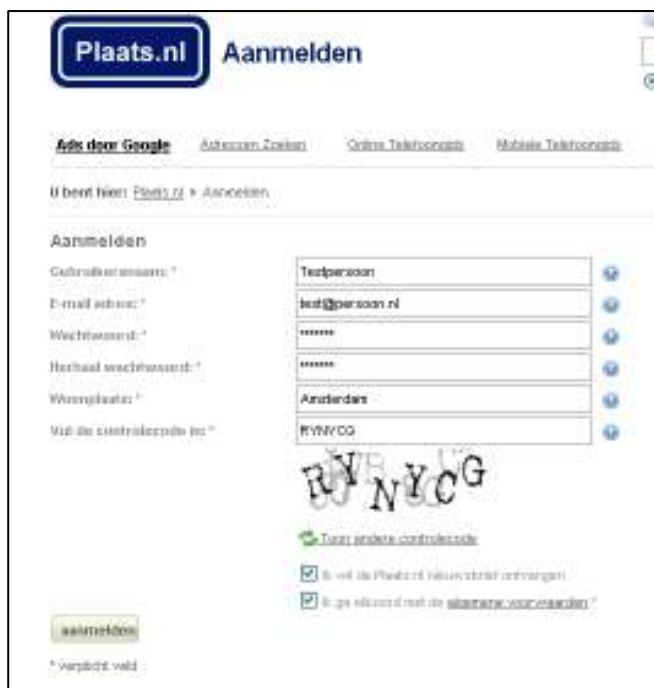 Plaats.nl Aanmelden
Ads door Google Adressen Zoeken Online Telefoongids Mobiele Telefoongids
U bent hier: Plaats.nl » Aanmelden
Aanmelden
Gebruikersnaam: * Testpersoon
E-mail adres: * test@persoon.nl
Wachtwoord: * *******
Herhaal wachtwoord: * *******
Woonplaats: * Amsterdam
Vul de controlecode in: * RYNYCG
RYNYCG
Toon andere controlecode
Ik wil de Plaats.nl nieuwsbrief ontvangen
Ik ga akkoord met de algemene voorwaarden *
aanmelden
* verplicht veld